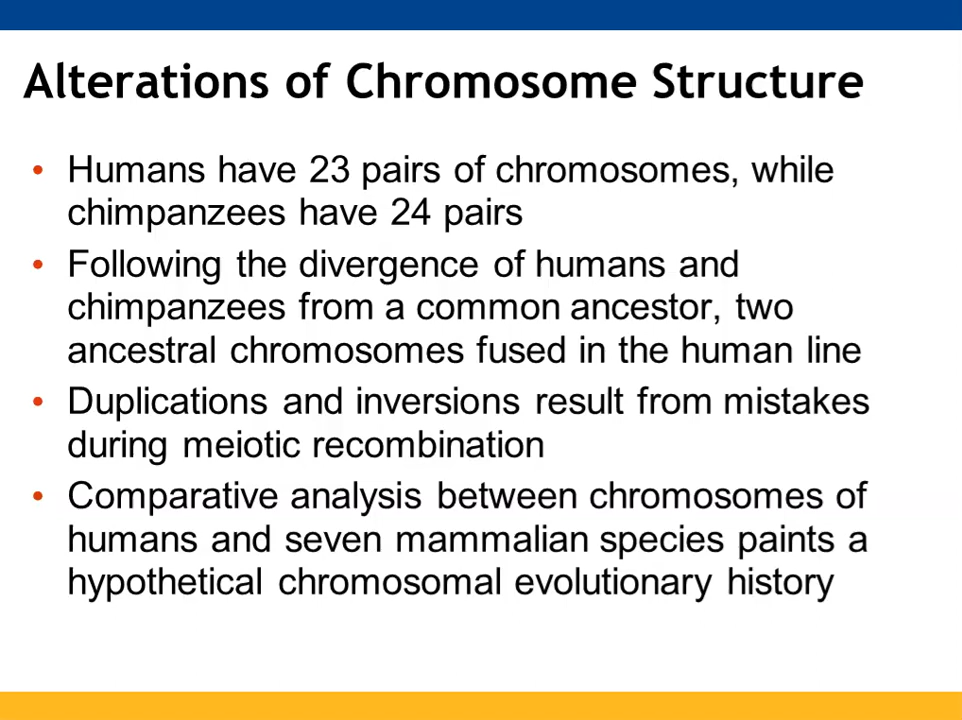 Alterations of Chromosome Structure
• Humans have 23 pairs of chromosomes, while
chimpanzees have 24 pairs
• Following the divergence of humans and
chimpanzees from a common ancestor, two
ancestral chromosomes fused in the human line
• Duplications and inversions result from mistakes
during meiotic recombination
• Comparative analysis between chromosomes of
humans and seven mammalian species paints a
hypothetical chromosomal evolutionary history